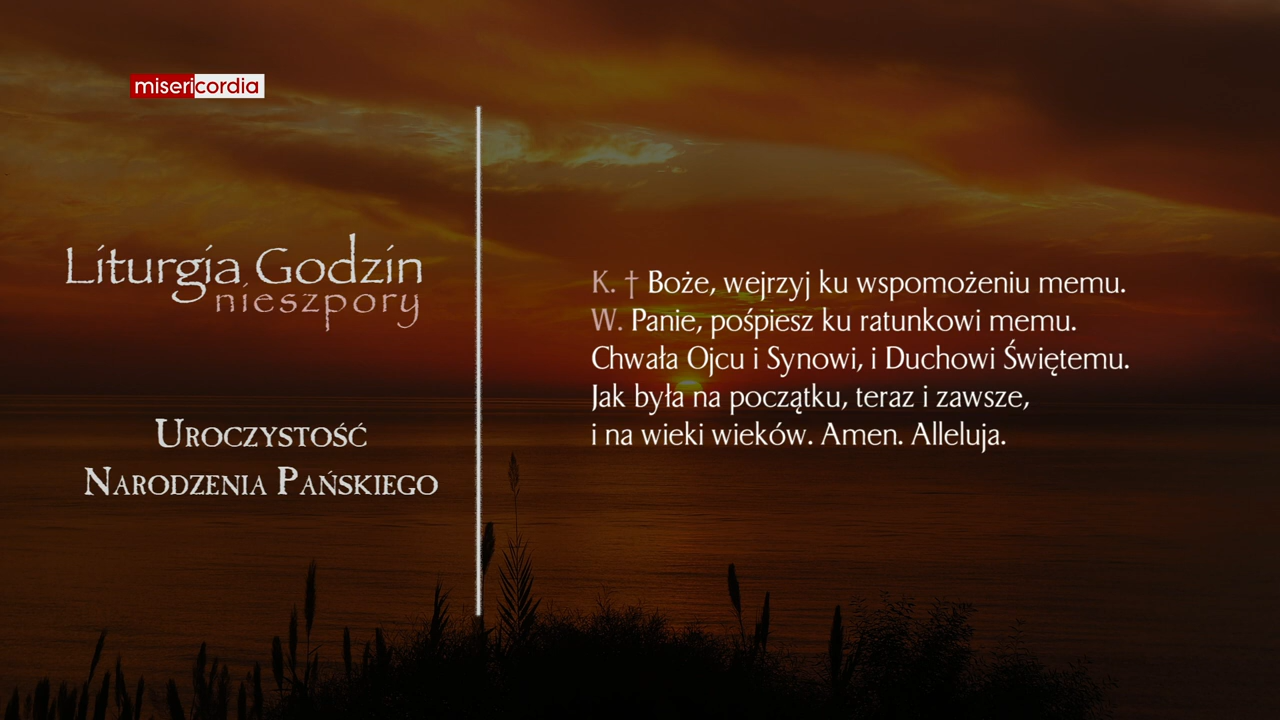 misericordia
Liturgia Godzin
nieszpory
Uroczystość
Narodzenia Pańskiego
K. † Boże, wejrzyj ku wspomożeniu memu.
W. Panie, pośpiesz ku ratunkowi memu.
Chwała Ojcu i Synowi, i Duchowi Świętemu.
Jak była na początku, teraz i zawsze,
i na wieki wieków. Amen. Alleluja.